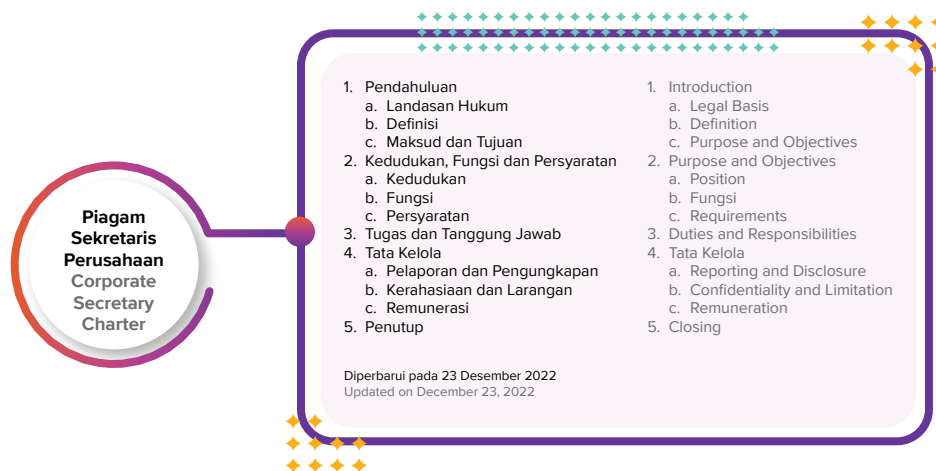 Piagam
Sekretaris
Perusahaan
Corporate
Secretary
Charter
1. Pendahuluan
a. Landasan Hukum
b. Definisi
c. Maksud dan Tujuan
2. Kedudukan, Fungsi dan Persyaratan
a. Kedudukan
b. Fungsi
c. Persyaratan
3. Tugas dan Tanggung Jawab
4. Tata Kelola
a. Pelaporan dan Pengungkapan
b. Kerahasiaan dan Larangan
c. Remunerasi
5. Penutup
Diperbarui pada 23 Desember 2022
Updated on December 23, 2022
1. Introduction
a. Legal Basis
b. Definition
c. Purpose and Objectives
2. Purpose and Objectives
a. Position
b. Fungsi
c. Requirements
3. Duties and Responsibilities
4. Tata Kelola
a. Reporting and Disclosure
b. Confidentiality and Limitation
c. Remuneration
5. Closing